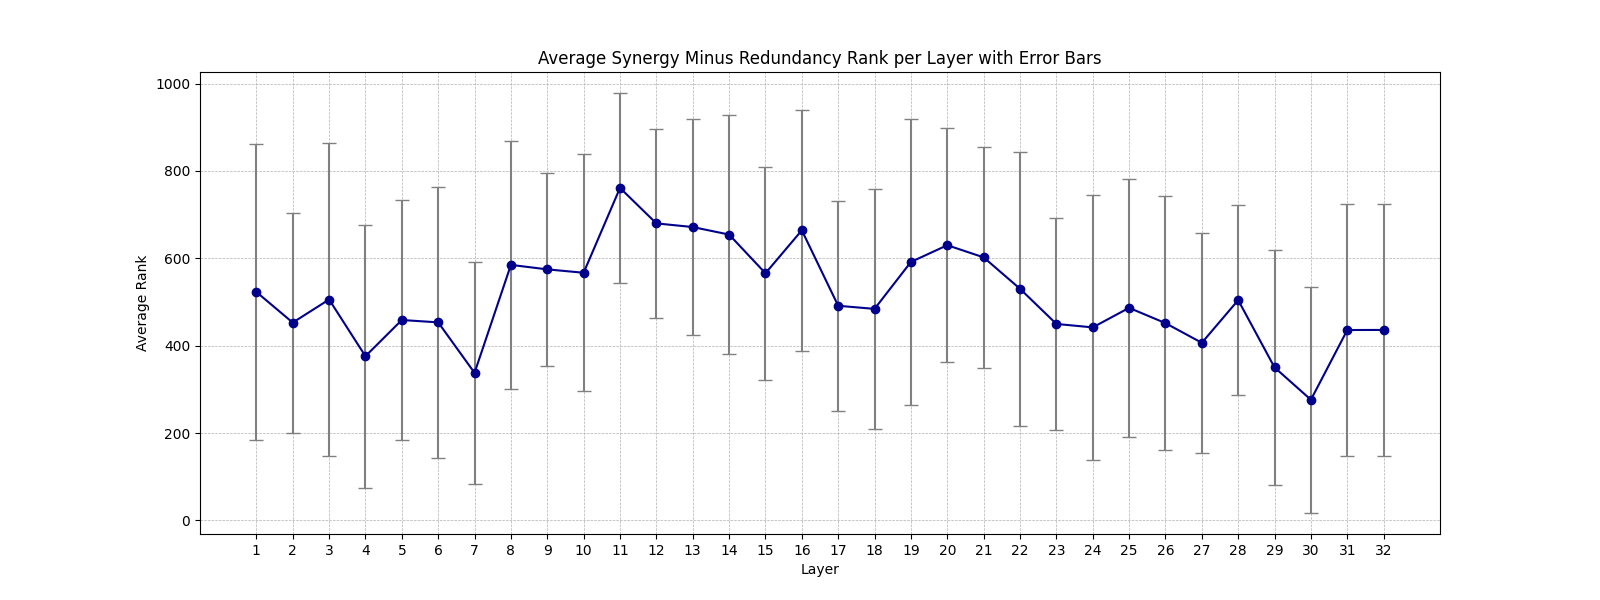 Average Synergy Minus Redundancy Rank per Layer with Error Bars
1000
800
600
400
200
0
Average Rank
1 2 3 4 5 6 7 8 9 10 11 12 13 14 15 16 17 18 19 20 21 22 23 24 25 26 27 28 29 30 31 32
Layer